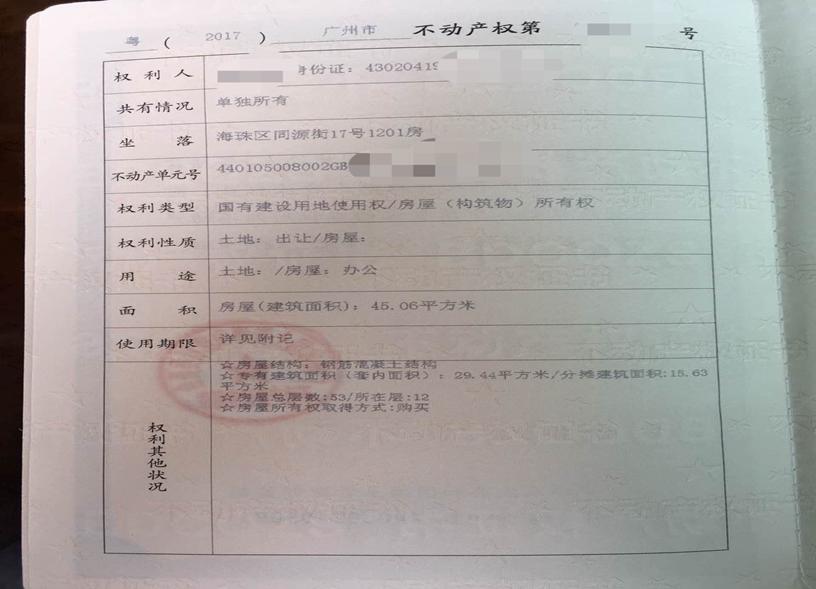 粤 ( 2017 ) 广州市 不动产权第 号
权利人 身份证：43020419
共有情况 单独所有
坐落 海珠区同源街17号1201房
不动产单元号 440105008002GB
权利类型 国有建设用地使用权/房屋（构筑物）所有权
权利性质 土地：出让/房屋：
用途 土地：/房屋：办公
面积 房屋(建筑面积)：45.06平方米
使用期限 详见附记
权利其他状况
☆房屋结构：钢筋混凝土结构
☆专有建筑面积（套内面积）：29.44平方米/分摊建筑面积:15.63
平方米
☆房屋总层数:53/所在层:12
☆房屋所有权取得方式:购买